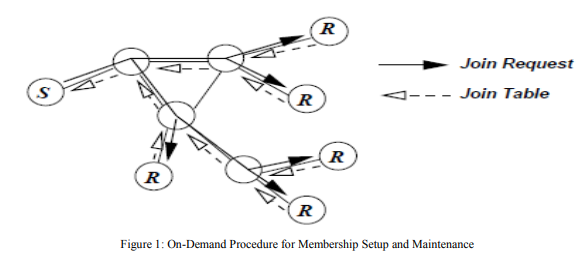 R
Join Request
S
R
Join Table
R
R
R
Figure 1: On-Demand Procedure for Membership Setup and Maintenance